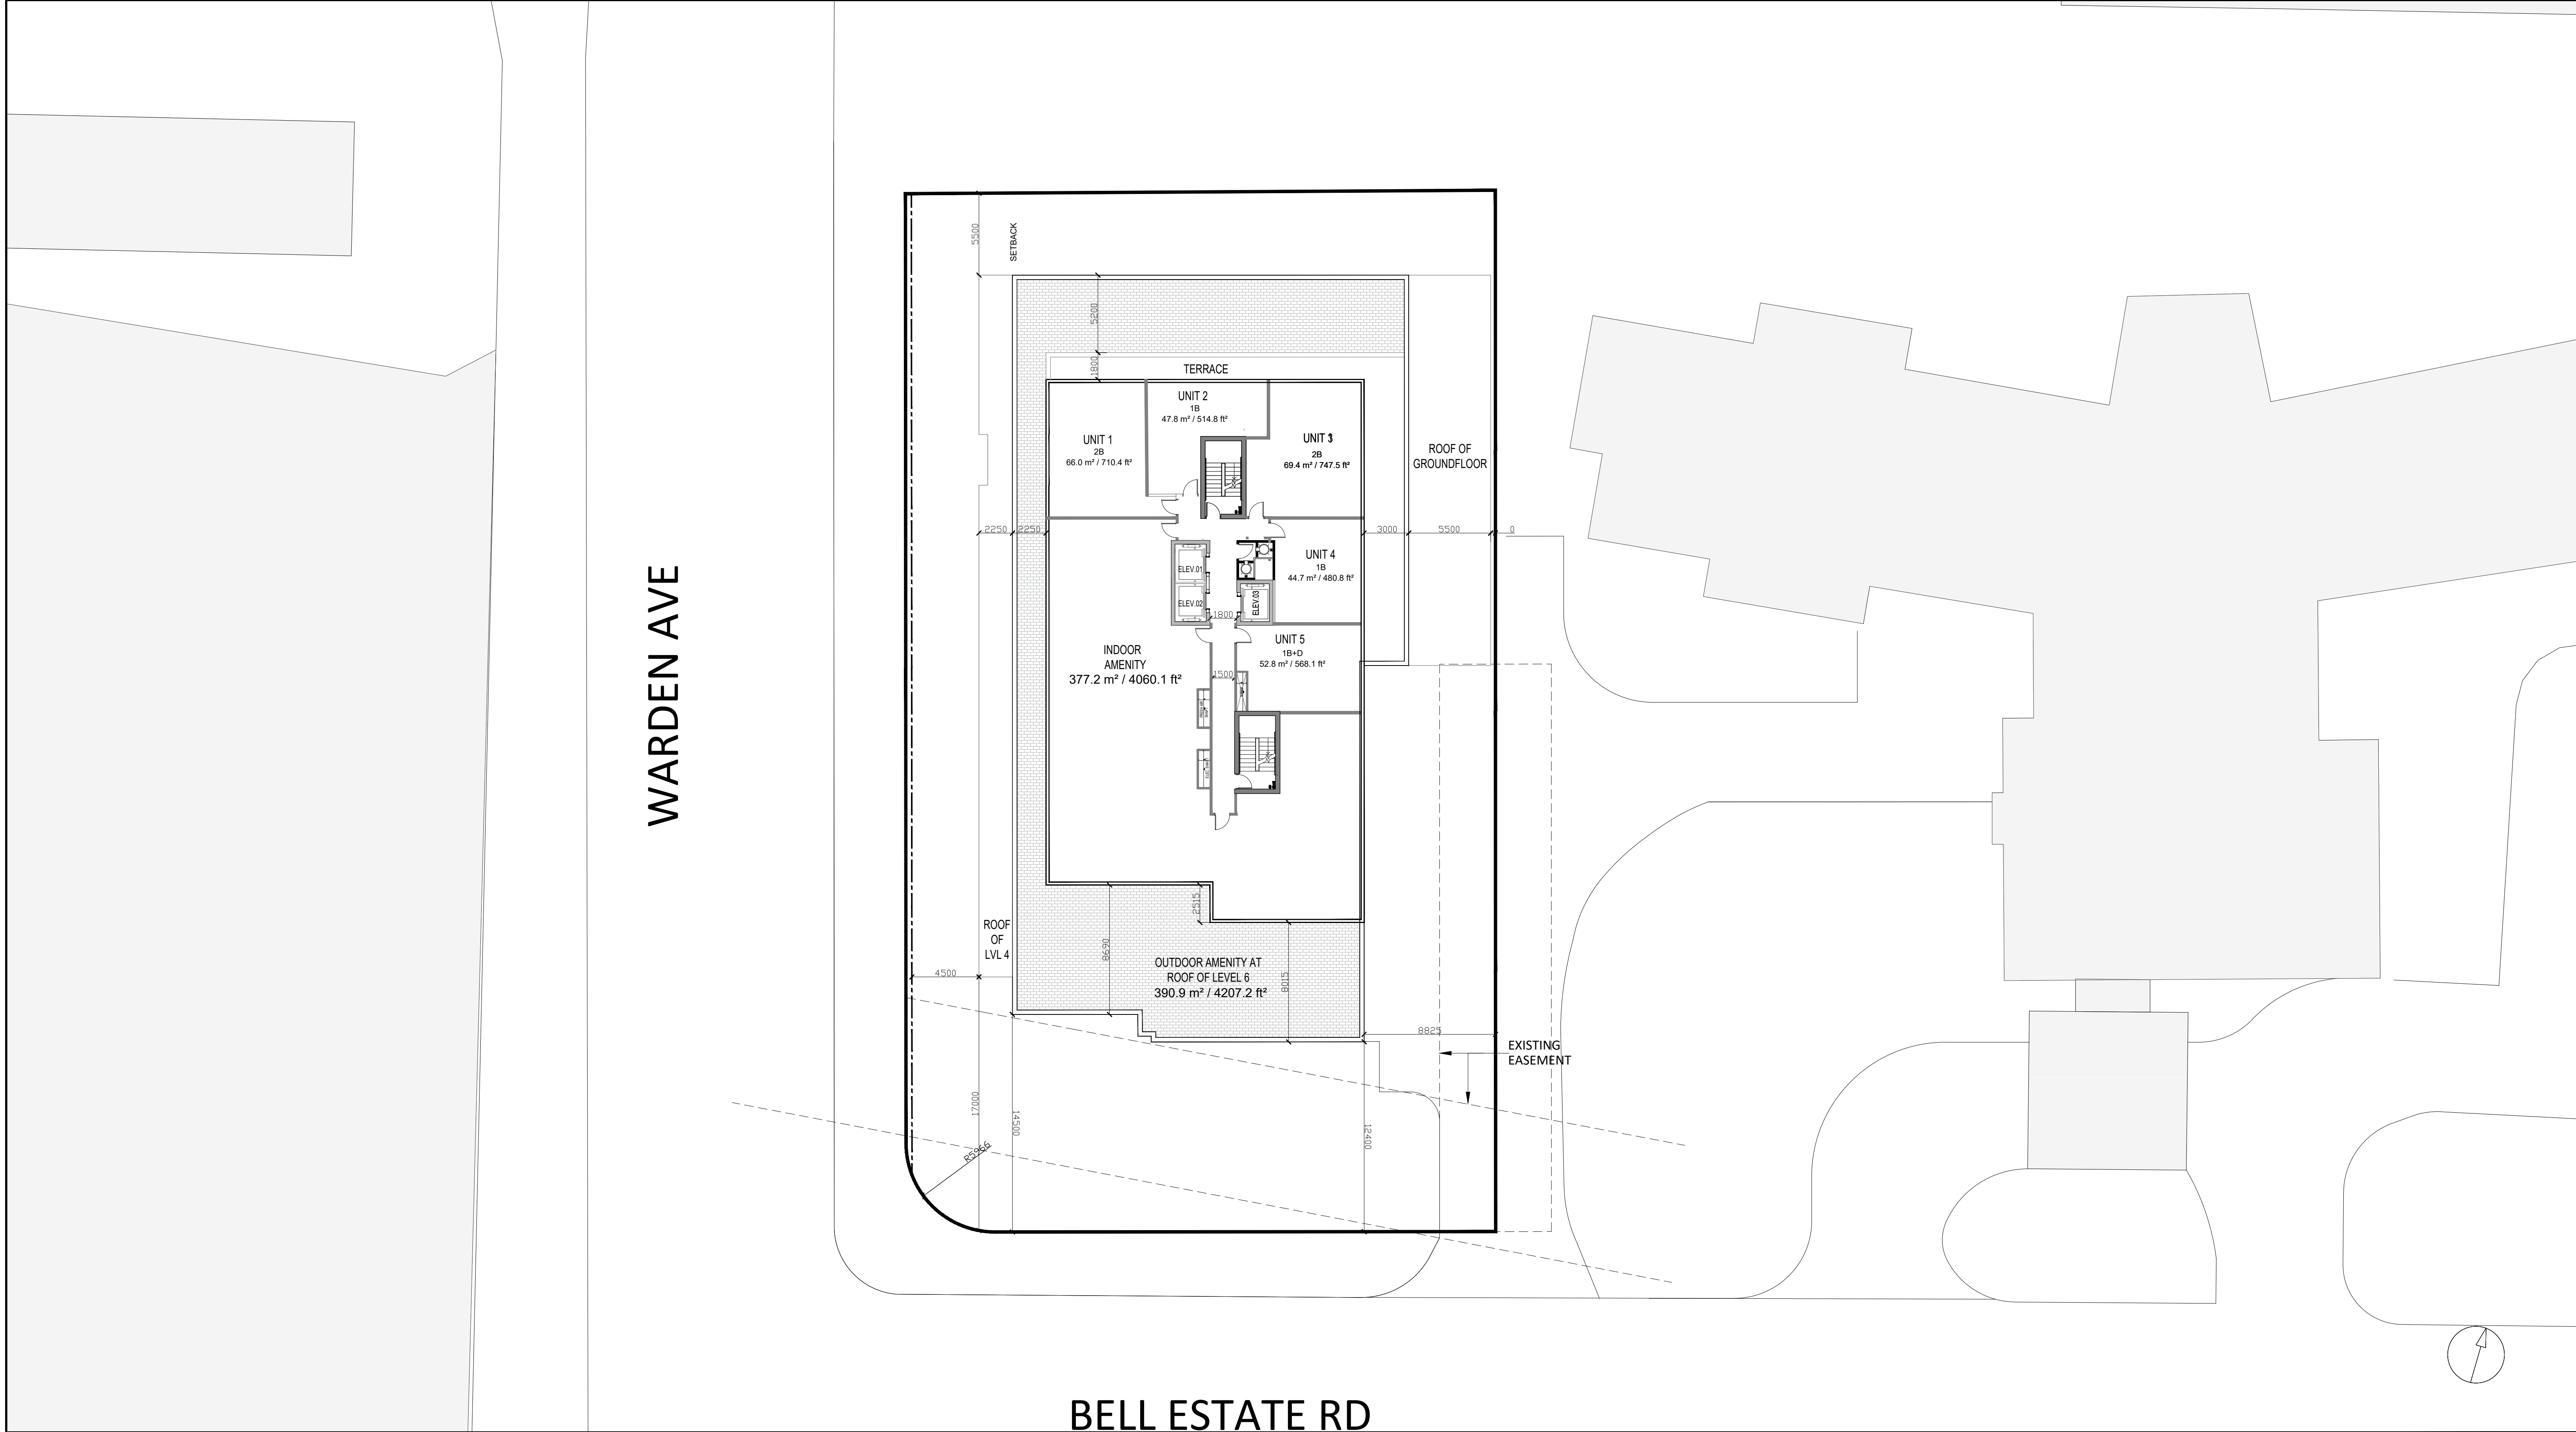 5500
SETBACK
5200
1800
TERRACE
UNIT 2
1B
47.8 m² / 514.8 ft²
UNIT 1
2B
66.0 m² / 710.4 ft²
UNIT 3
2B
69.4 m² / 747.5 ft²
ROOF OF
GROUNDFLOOR
2250
2250
3000
5500
0
UNIT 4
1B
44.7 m² / 480.8 ft²
ELEV.01
ELEV.02
ELEV.03
1800
UNIT 5
1B+D
52.8 m² / 568.1 ft²
INDOOR
AMENITY
377.2 m² / 4060.1 ft²
1500
WARDEN AVE
2515
ROOF
OF
LVL 4
8690
OUTDOOR AMENITY AT
ROOF OF LEVEL 6
390.9 m² / 4207.2 ft²
8015
4500
8825
EXISTING
EASEMENT
17000
14500
12400
R5966
BELL ESTATE RD